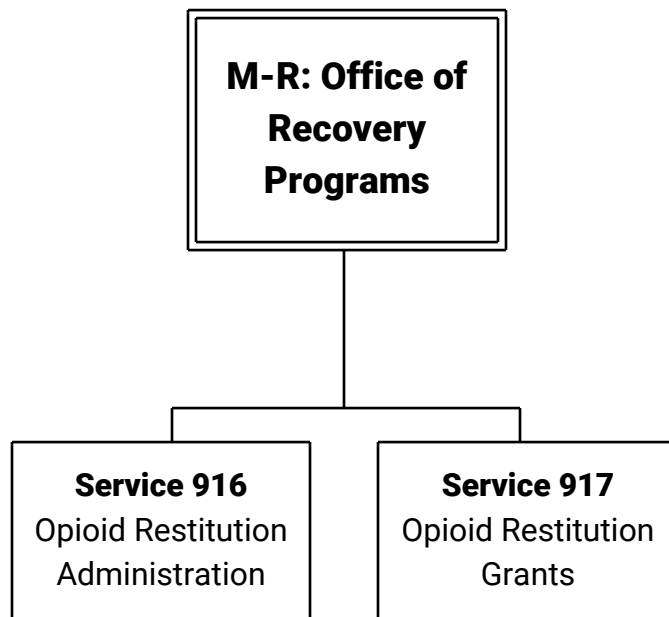 M-R: Office of
Recovery
Programs
Service 916
Opioid Restitution
Administration
Service 917
Opioid Restitution
Grants